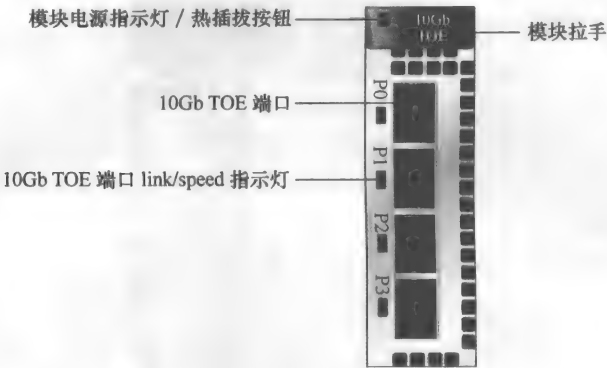 模块电源指示灯 / 热插拔按钮
10Gb
TOE
模块拉手
P0
10Gb TOE 端口
P1
10Gb TOE 端口 link/speed 指示灯
P2
P3